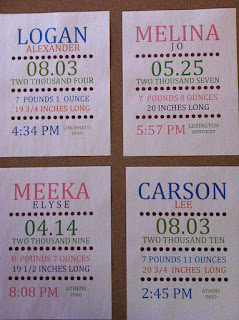 LOGAN
ALEXANDER
08.03
TWO THOUSAND FOUR
7 POUNDS 1 OUNCE
19 3/4 INCHES LONG
4:34 PM CINCINNATI
OHIO
MELINA
JO
05.25
TWO THOUSAND SEVEN
7 POUNDS 8 OUNCES
20 INCHES LONG
5:57 PM LEXINGTON
KENTUCKY
MEEKA
ELYSE
04.14
TWO THOUSAND NINE
8 POUNDS 7 OUNCES
19 1/2 INCHES LONG
8:08 PM ATHENS
OHIO
CARSON
LEE
08.03
TWO THOUSAND TEN
7 POUNDS 11 OUNCES
20 3/4 INCHES LONG
2:45 PM ATHENS
OHIO